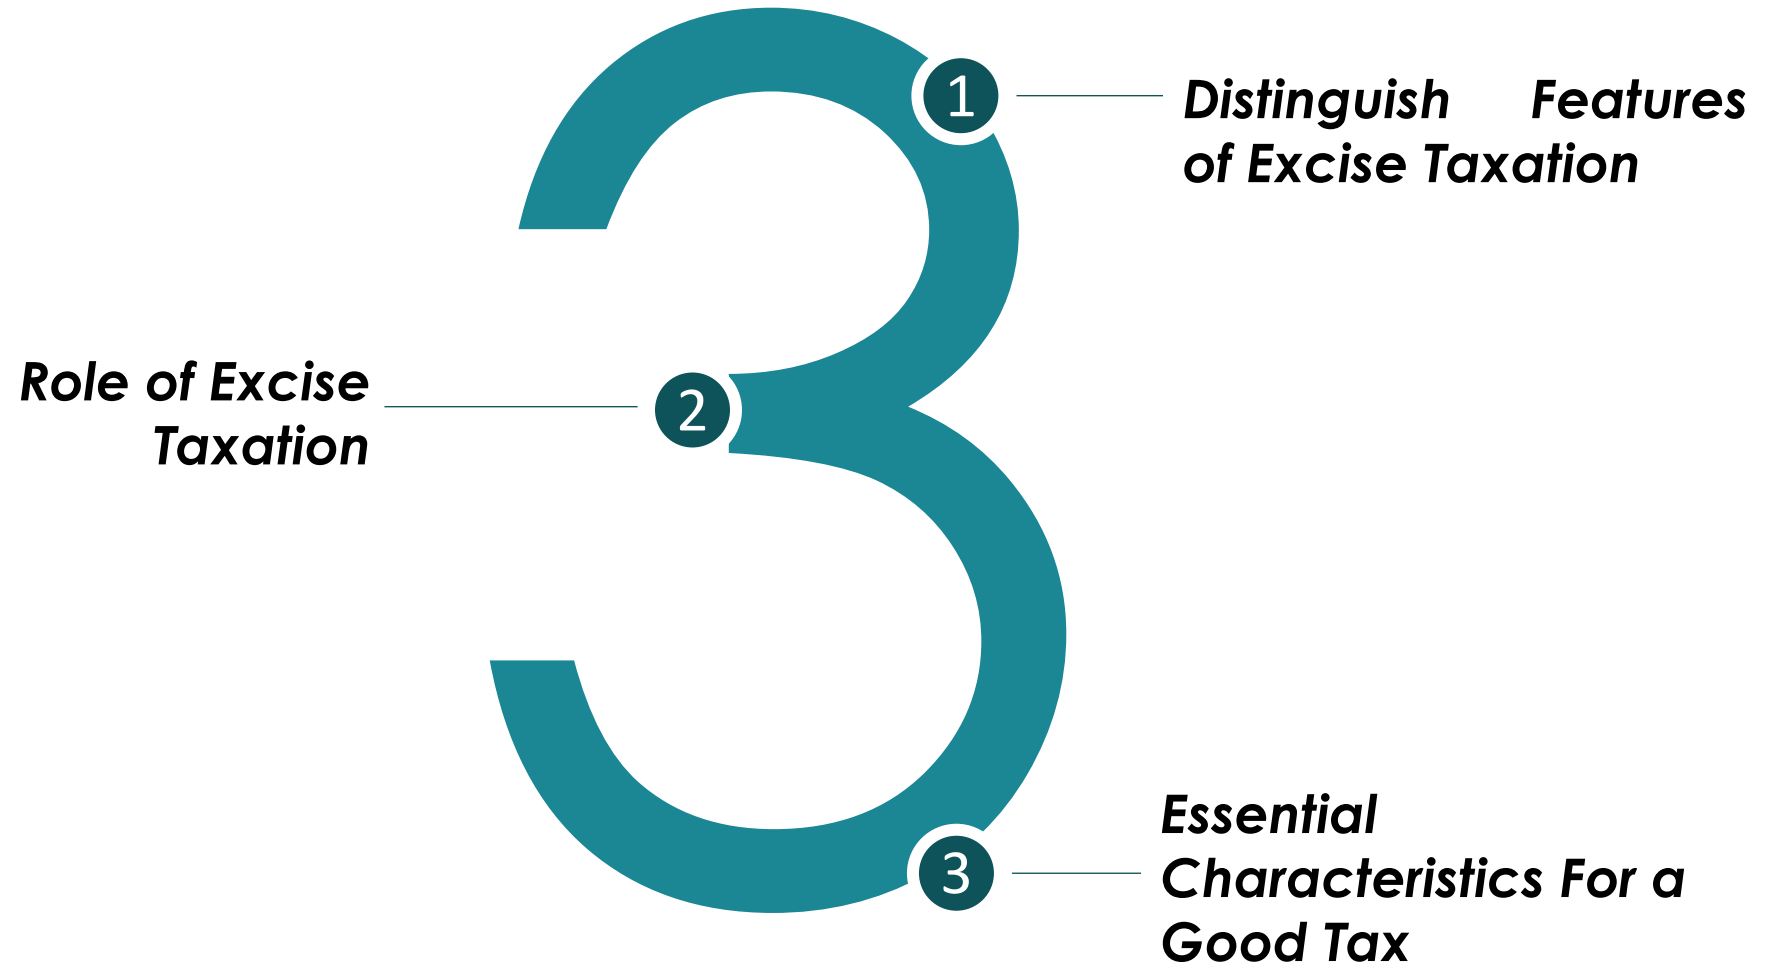 1
Distinguish Features
of Excise Taxation
2
Role of Excise
Taxation
3
Essential
Characteristics For a
Good Tax